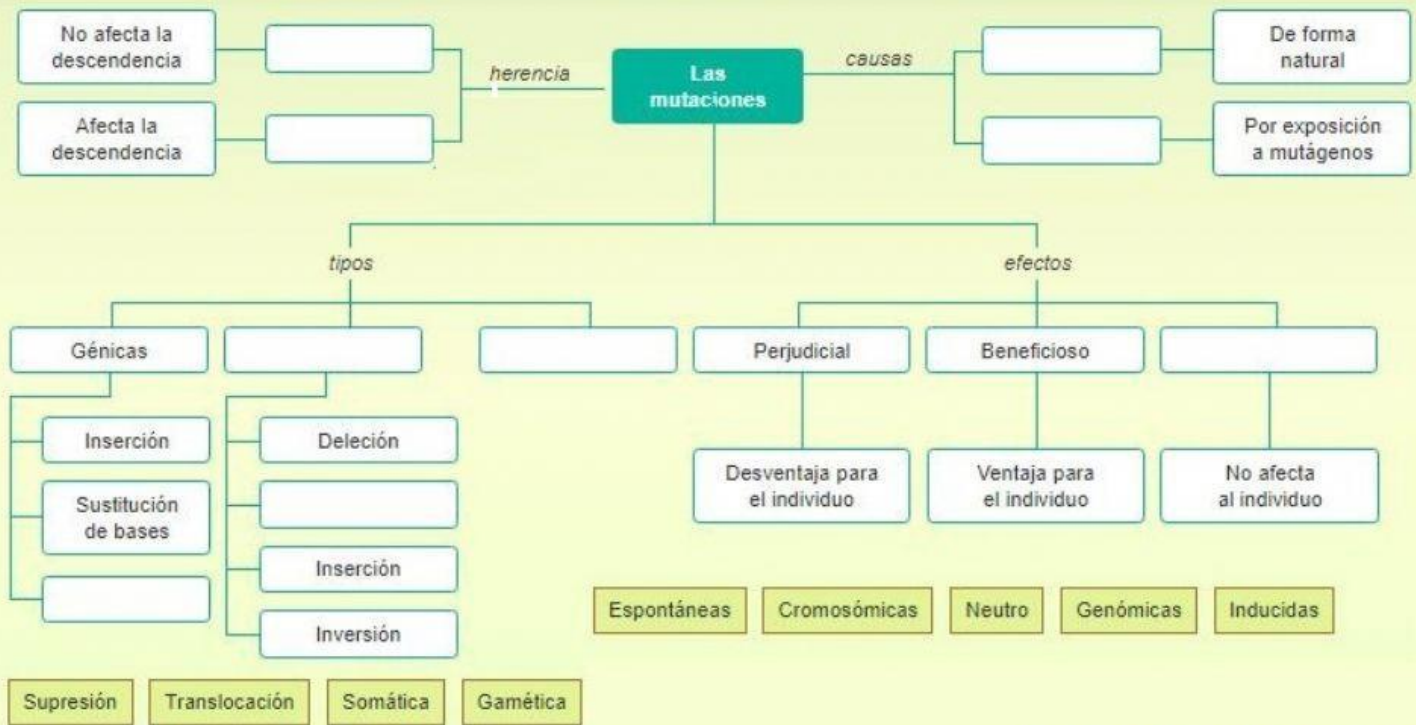 No afecta la
descendencia
herencia
Afecta la
descendencia
Las
mutaciones
causas
De forma
natural
Por exposición
a mutágenos
tipos
efectos
Génicas
Inserción
Sustitución
de bases
Deleción
Inserción
Inversión
Perjudicial
Beneficioso
Desventaja para
el individuo
Ventaja para
el individuo
No afecta
al individuo
Espontáneas
Cromosómicas
Neutro
Genómicas
Inducidas
Supresión
Translocación
Somática
Gamética